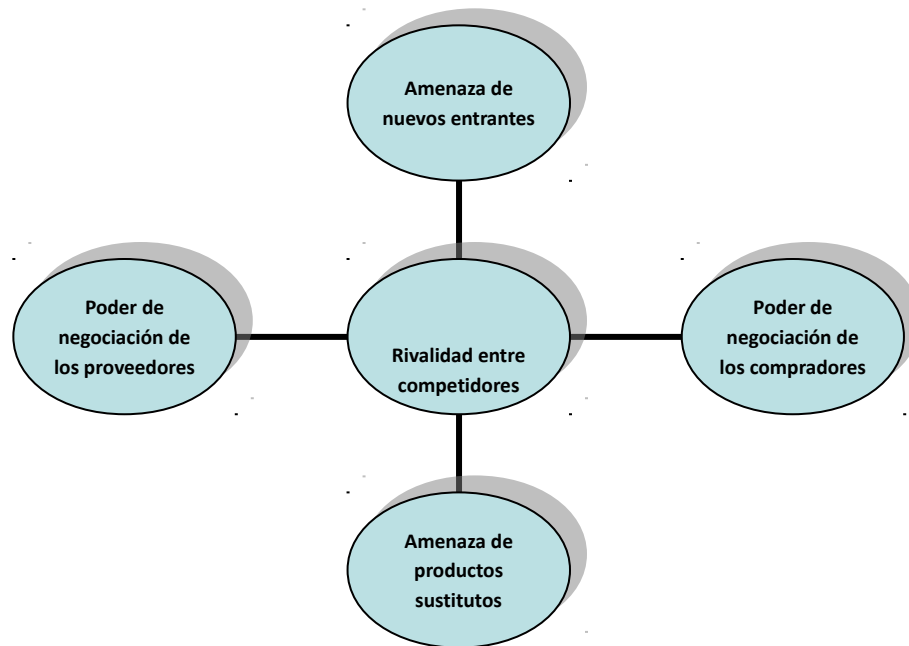 Amenaza de
nuevos entrantes
Poder de
negociación de
los proveedores
Rivalidad entre
competidores
Poder de
negociación de
los compradores
Amenaza de
productos
sustitutos